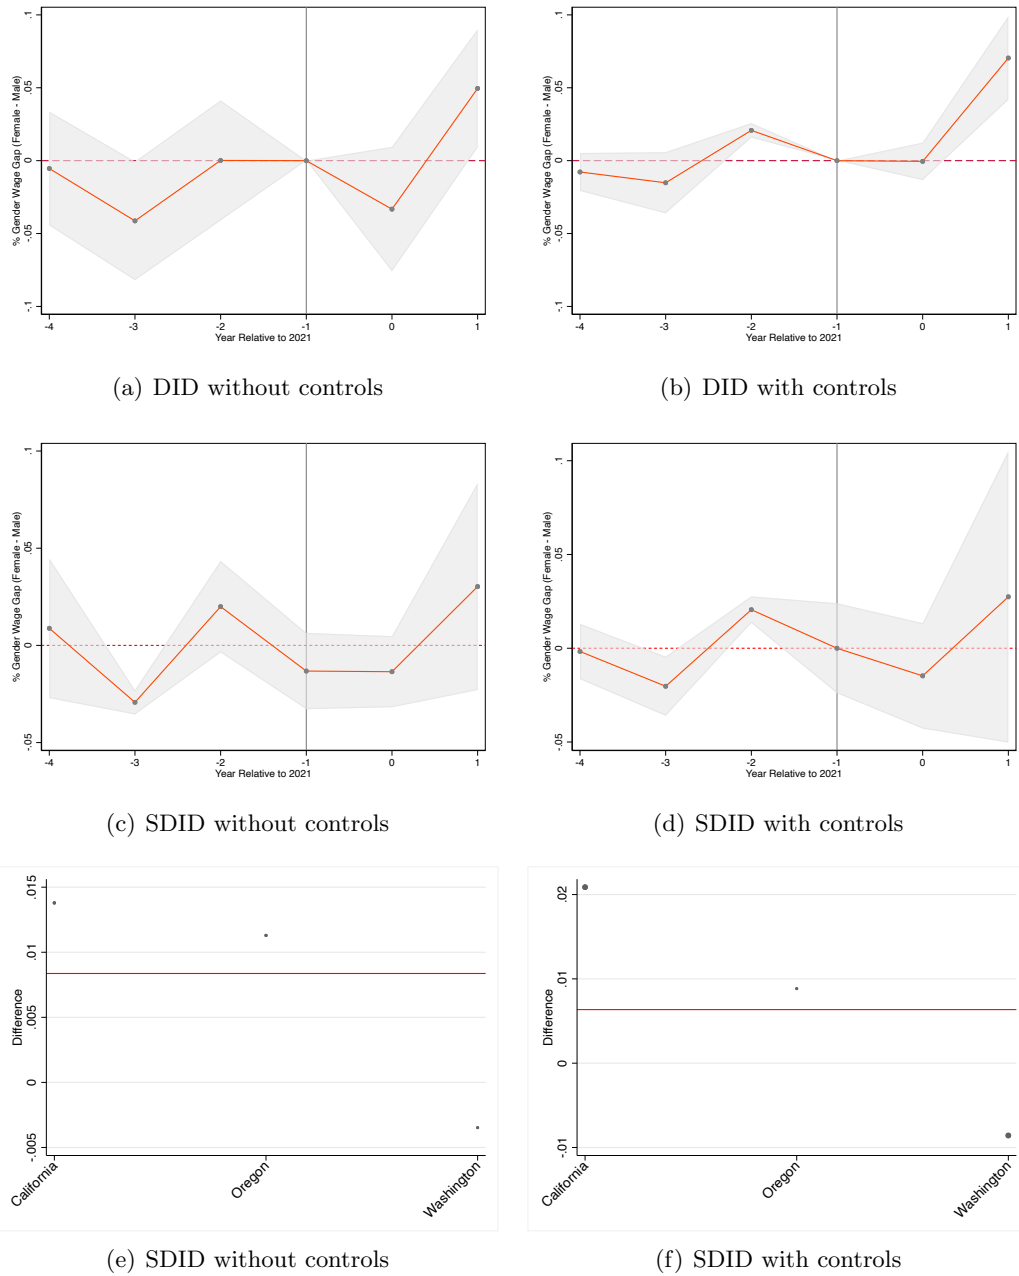 % Gender Wage Gap (Female - Male)
.1
.05
0
-.05
-.1
-4 -3 -2 -1 0 1
Year Relative to 2021
(a) DID without controls
% Gender Wage Gap (Female - Male)
.1
.05
0
-.05
-.1
-4 -3 -2 -1 0 1
Year Relative to 2021
(b) DID with controls
% Gender Wage Gap (Female - Male)
.1
.05
0
-.05
-4 -3 -2 -1 0 1
Year Relative to 2021
(c) SDID without controls
% Gender Wage Gap (Female - Male)
.1
.05
0
-.05
-4 -3 -2 -1 0 1
Year Relative to 2021
(d) SDID with controls
Difference
.015
.01
.005
0
-.005
California Oregon Washington
(e) SDID without controls
Difference
.02
.01
0
-.01
California Oregon Washington
(f) SDID with controls